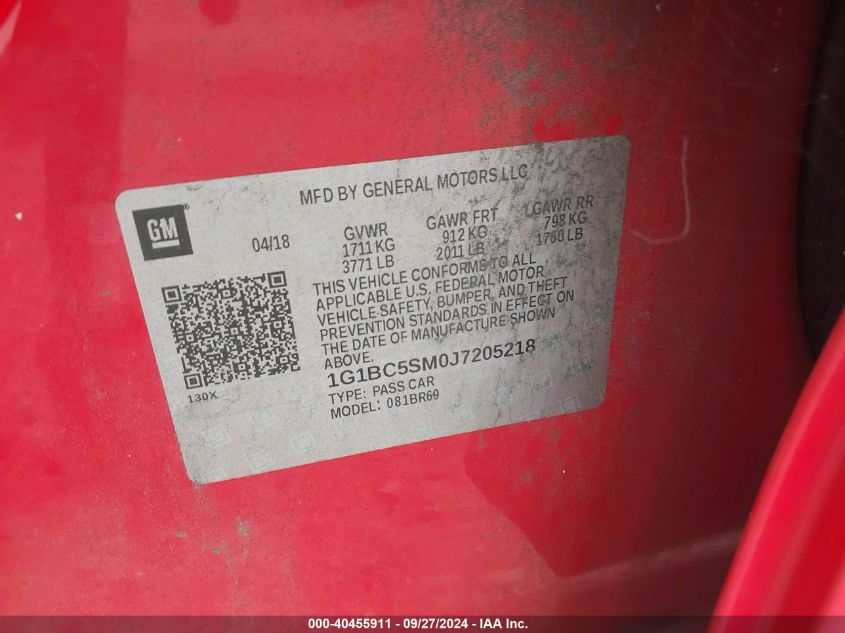 MFD BY GENERAL MOTORS LLC
GM
04/18
GVWR GAWR FRT GAWR RR
1711 KG 912 KG 798 KG
3771 LB 2011 LB 1760 LB
THIS VEHICLE CONFORMS TO ALL
APPLICABLE U.S. FEDERAL MOTOR
VEHICLE SAFETY, BUMPER, AND THEFT
PREVENTION STANDARDS IN EFFECT ON
THE DATE OF MANUFACTURE SHOWN
ABOVE.
1G1BC5SM0J7205218
TYPE: PASS CAR
MODEL: 081BR69
130X
000-40455911 - 09/27/2024 - IAA Inc.